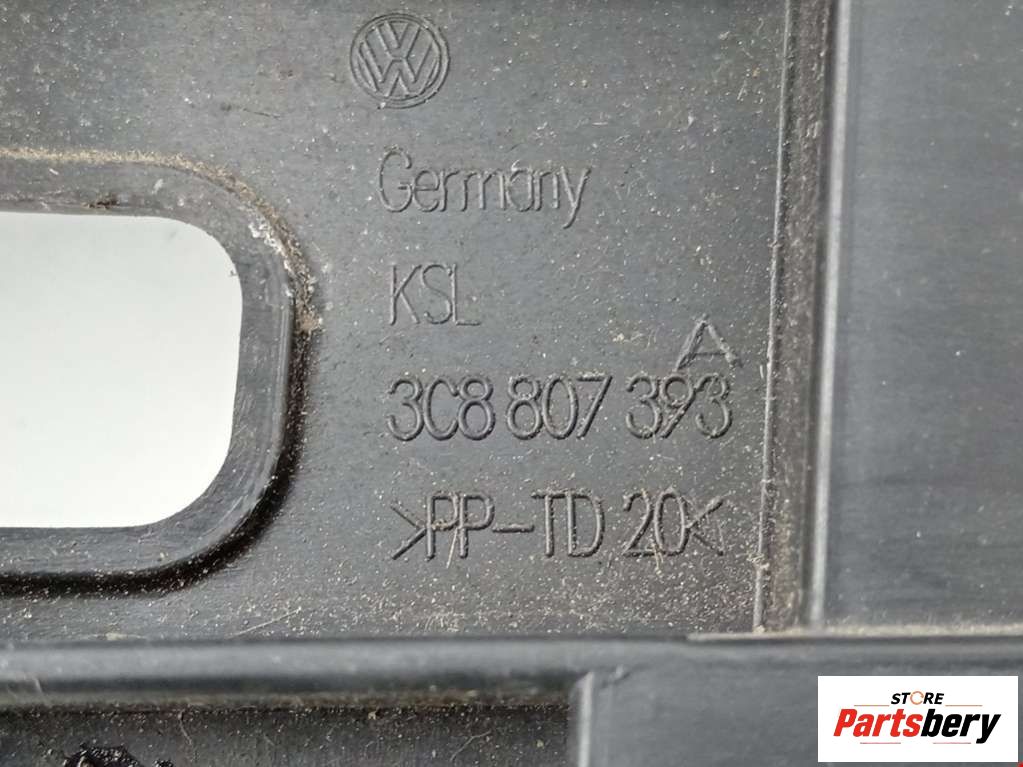 Germany
KSL
A
3C8 807 393
>PP-TD 20<
STORE
Partsbery